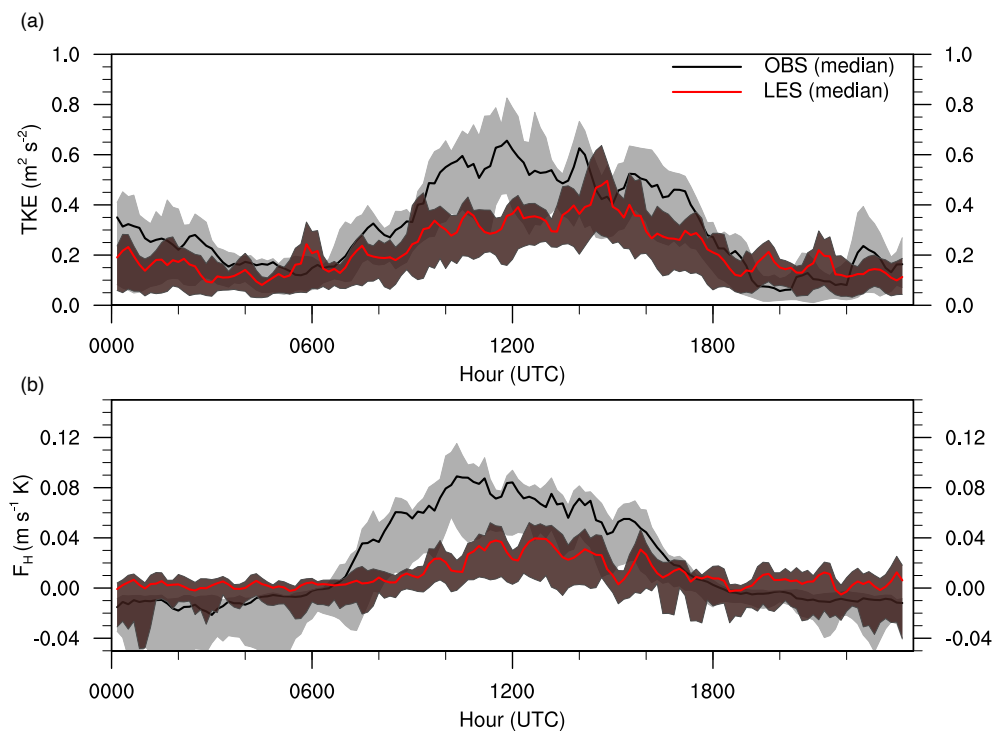 (a)
1.0
0.8
0.6
0.4
0.2
0.0
TKE (m² s⁻²)
OBS (median)
LES (median)
1.0
0.8
0.6
0.4
0.2
0.0
0000 0600 1200 1800
Hour (UTC)
(b)
0.12
0.08
0.04
0.00
-0.04
F_H (m s⁻¹ K)
0.12
0.08
0.04
0.00
-0.04
0000 0600 1200 1800
Hour (UTC)